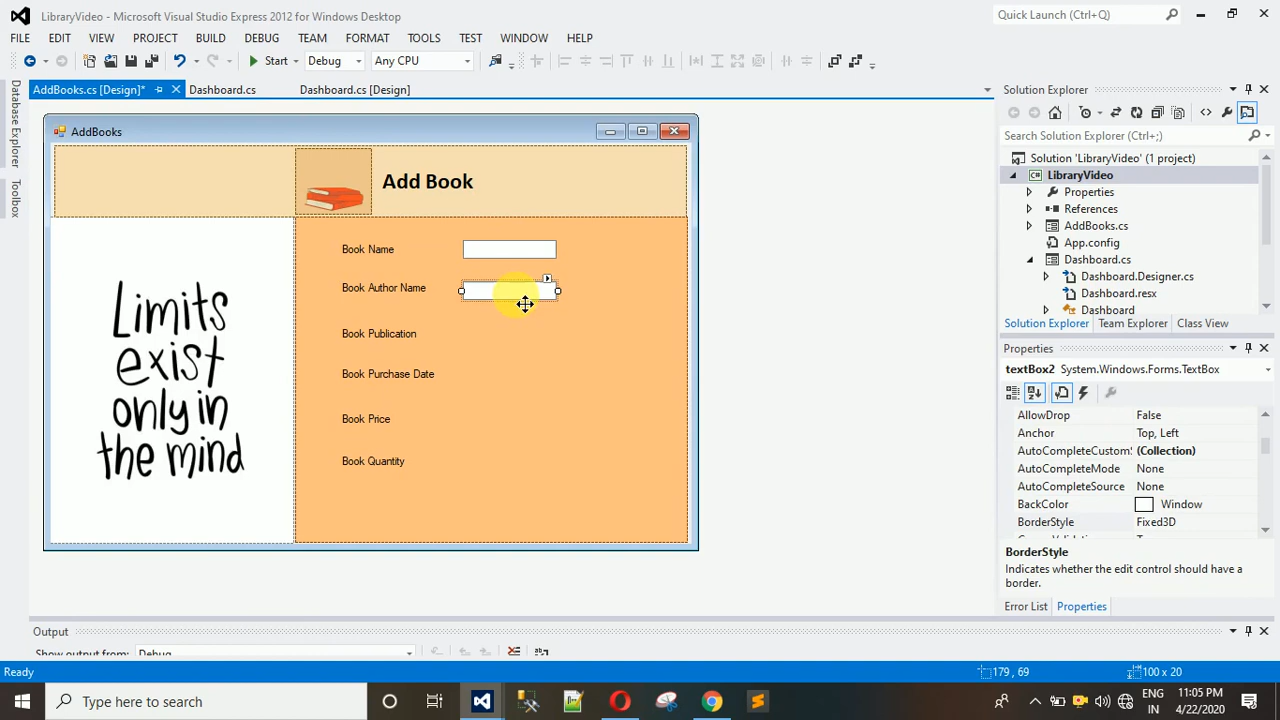 LibraryVideo - Microsoft Visual Studio Express 2012 for Windows Desktop
Quick Launch (Ctrl+Q)
FILE EDIT VIEW PROJECT BUILD DEBUG TEAM FORMAT TOOLS TEST WINDOW HELP
Start Debug Any CPU
AddBooks.cs [Design]* Dashboard.cs Dashboard.cs [Design]
Database Explorer
Toolbox
AddBooks
Add Book
Limits
exist
only in
the mind
Book Name
Book Author Name
Book Publication
Book Purchase Date
Book Price
Book Quantity
Solution Explorer
Search Solution Explorer (Ctrl+;)
Solution 'LibraryVideo' (1 project)
LibraryVideo
Properties
References
AddBooks.cs
App.config
Dashboard.cs
Dashboard.Designer.cs
Dashboard.resx
Dashboard
Solution Explorer Team Explorer Class View
Properties
textBox2 System.Windows.Forms.TextBox
AllowDrop False
Anchor Top, Left
AutoCompleteCustomS (Collection)
AutoCompleteMode None
AutoCompleteSource None
BackColor Window
BorderStyle Fixed3D
BorderStyle
Indicates whether the edit control should have a
border.
Error List Properties
Output
Show output from: Debug
Ready 179 , 69 100 x 20
Type here to search
ENG
IN
11:05 PM
4/22/2020